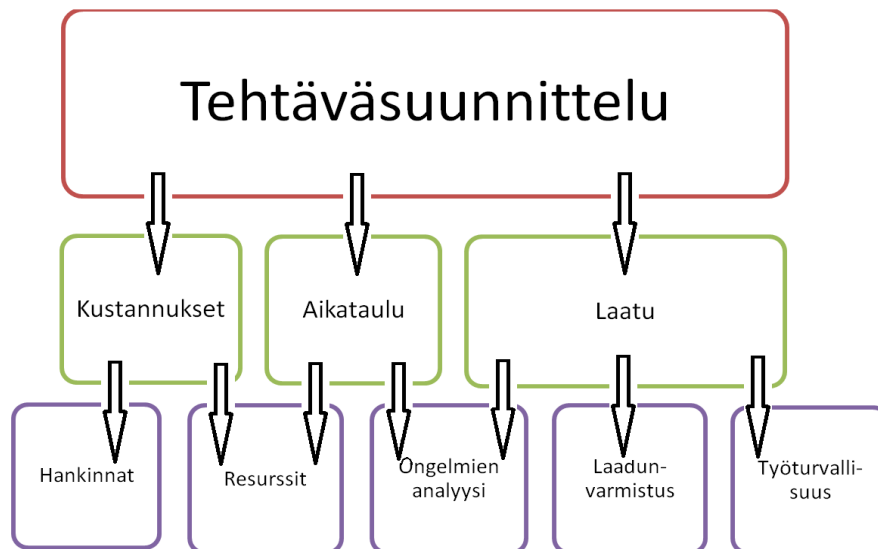 Tehtäväsuunnittelu
Kustannukset
Aikataulu
Laatu
Hankinnat
Resurssit
Ongelmien
analyysi
Laadun-
varmistus
Työturvalli-
suus